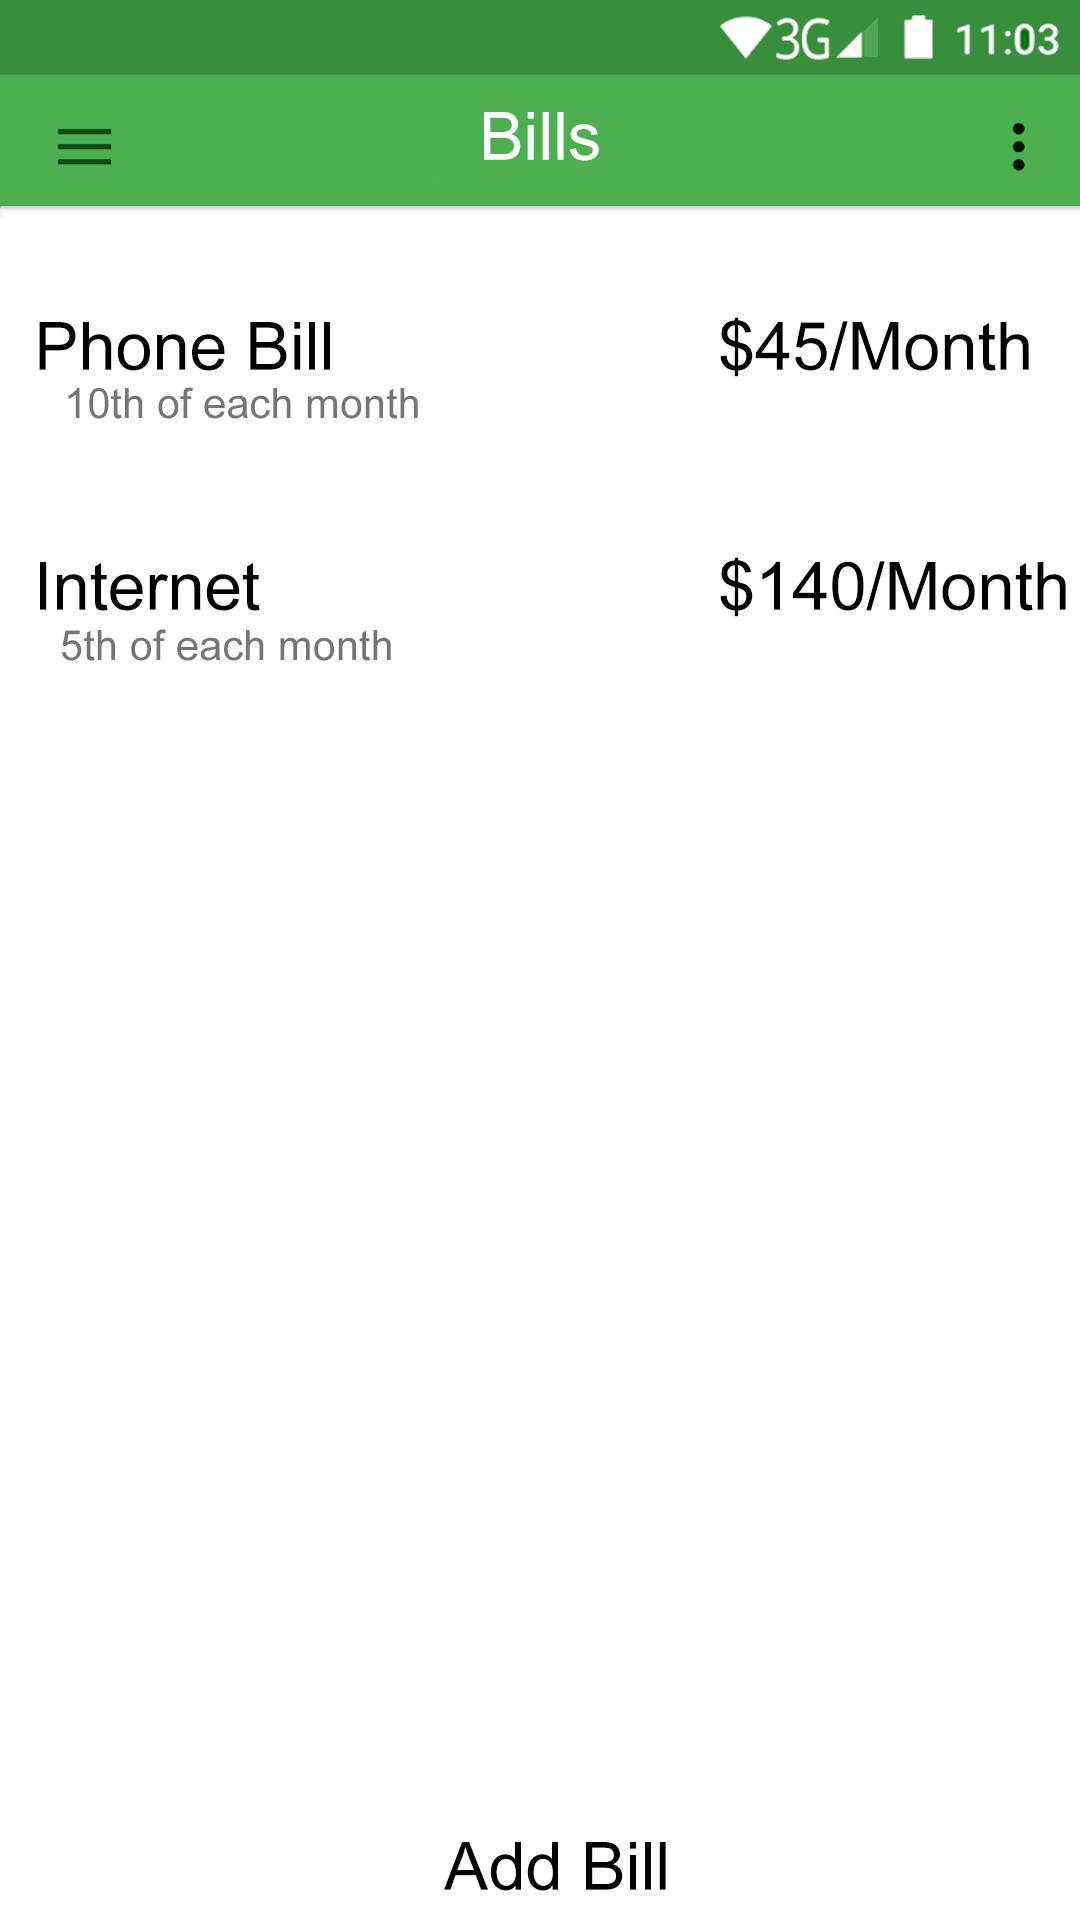 3G 11:03
Bills
Phone Bill $45/Month
10th of each month
Internet $140/Month
5th of each month
Add Bill